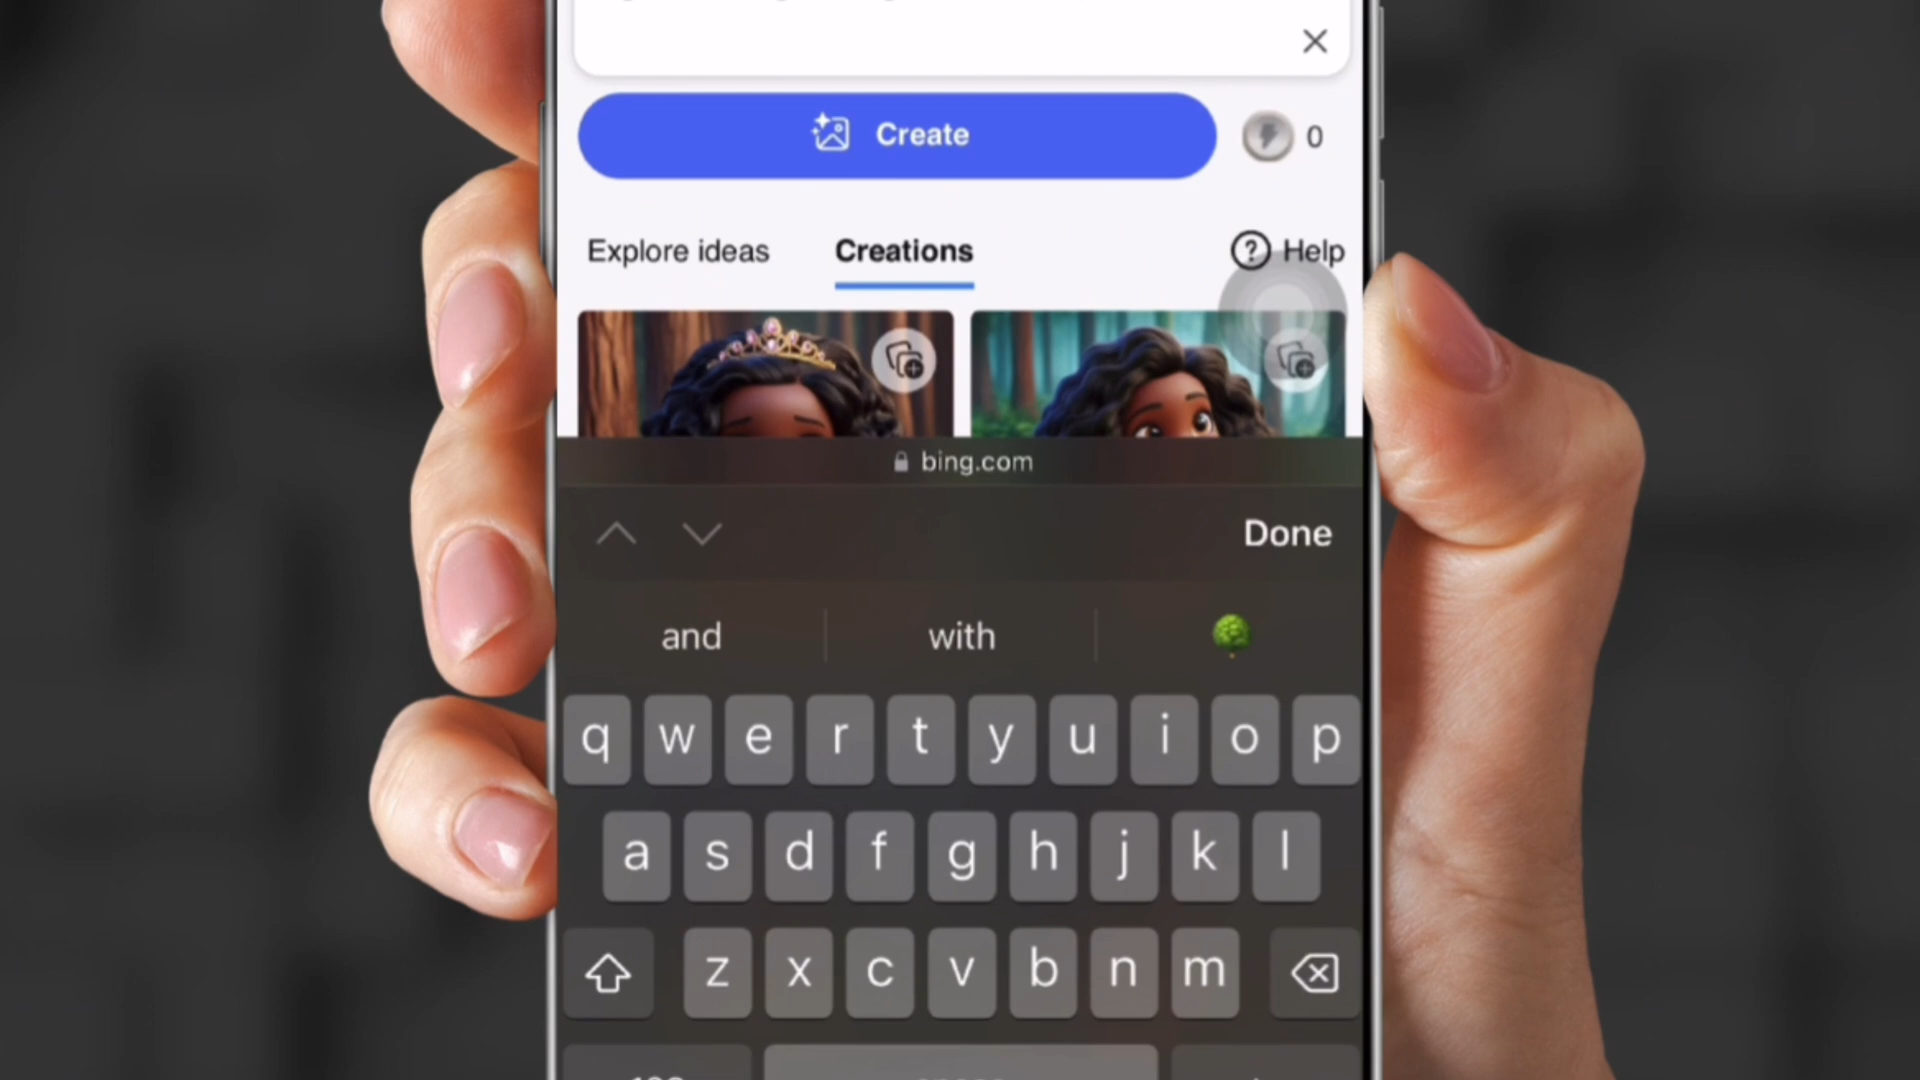 Create
0
Explore ideas
Creations
Help
bing.com
Done
and
with
q w e r t y u i o p
a s d f g h j k l
z x c v b n m